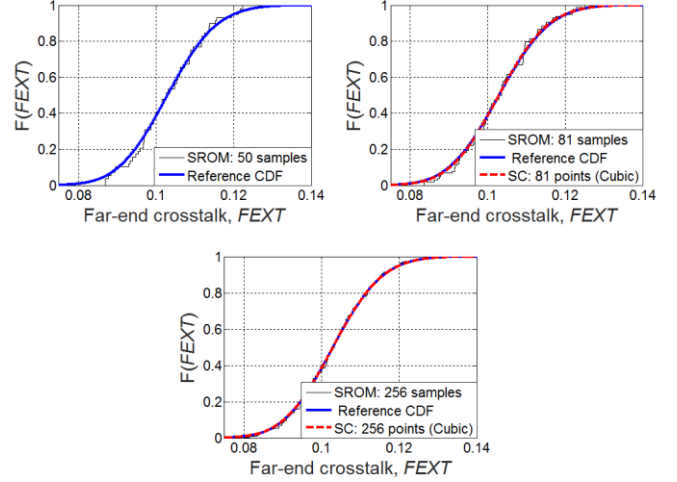 1
0.8
0.6
0.4
0.2
0
F(FEXT)
SROM: 50 samples
Reference CDF
0.08 0.1 0.12 0.14
Far-end crosstalk, FEXT
1
0.8
0.6
0.4
0.2
0
F(FEXT)
SROM: 81 samples
Reference CDF
SC: 81 points (Cubic)
0.08 0.1 0.12 0.14
Far-end crosstalk, FEXT
1
0.8
0.6
0.4
0.2
0
F(FEXT)
SROM: 256 samples
Reference CDF
SC: 256 points (Cubic)
0.08 0.1 0.12 0.14
Far-end crosstalk, FEXT